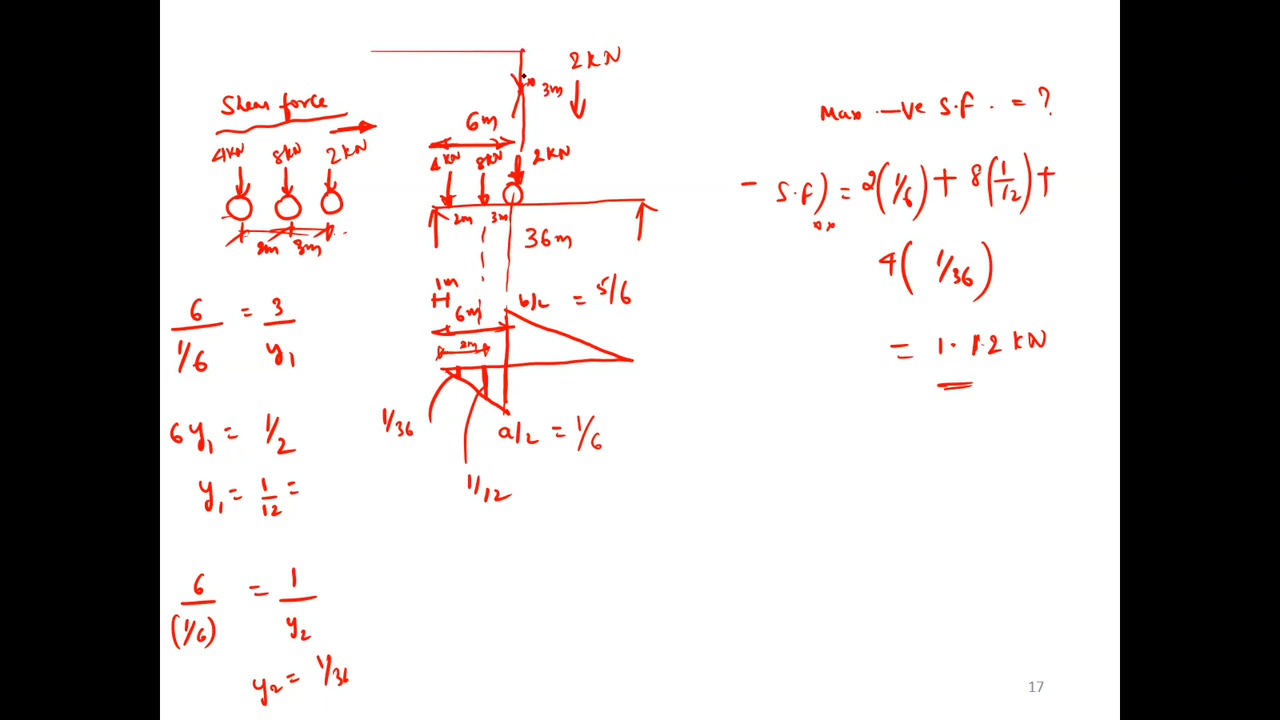 Shear force
4KN 8KN 2KN
2m 3m
6/(1/6) = 3/y₁
6y₁ = 1/2
y₁ = 1/12 =
6/(1/6) = 1/y₂
y₂ = 1/36
2KN
3m
6m
4KN 8KN 2KN
2m 3m
36m
1m
6m
b/2 = 5/6
3m
1/36
a/2 = 1/6
1/12
Max -ve S.F. = ?
- S.F) = 2(1/6) + 8(1/12) +
4(1/36)
= 1.12 KN
17